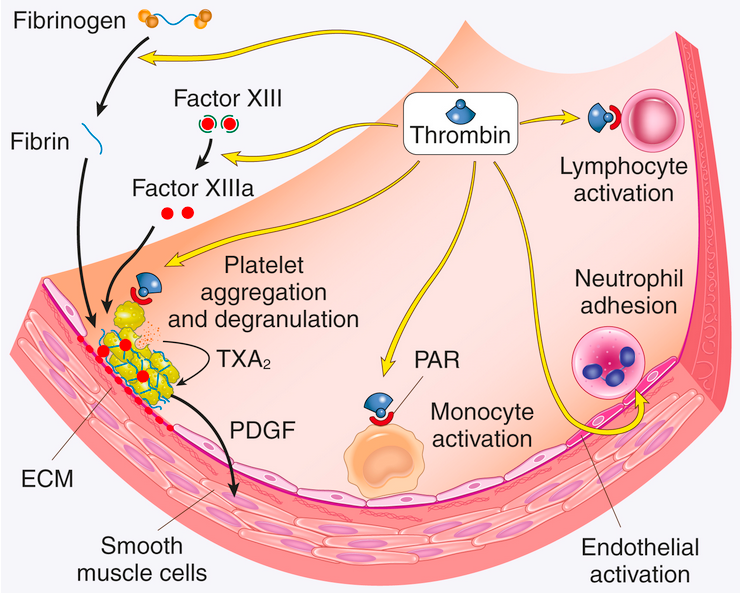 Fibrinogen
Factor XIII
Thrombin
Fibrin
Lymphocyte
activation
Factor XIIIa
Platelet
aggregation
and degranulation
Neutrophil
adhesion
TXA₂
PAR
PDGF
Monocyte
activation
ECM
Smooth
muscle cells
Endothelial
activation